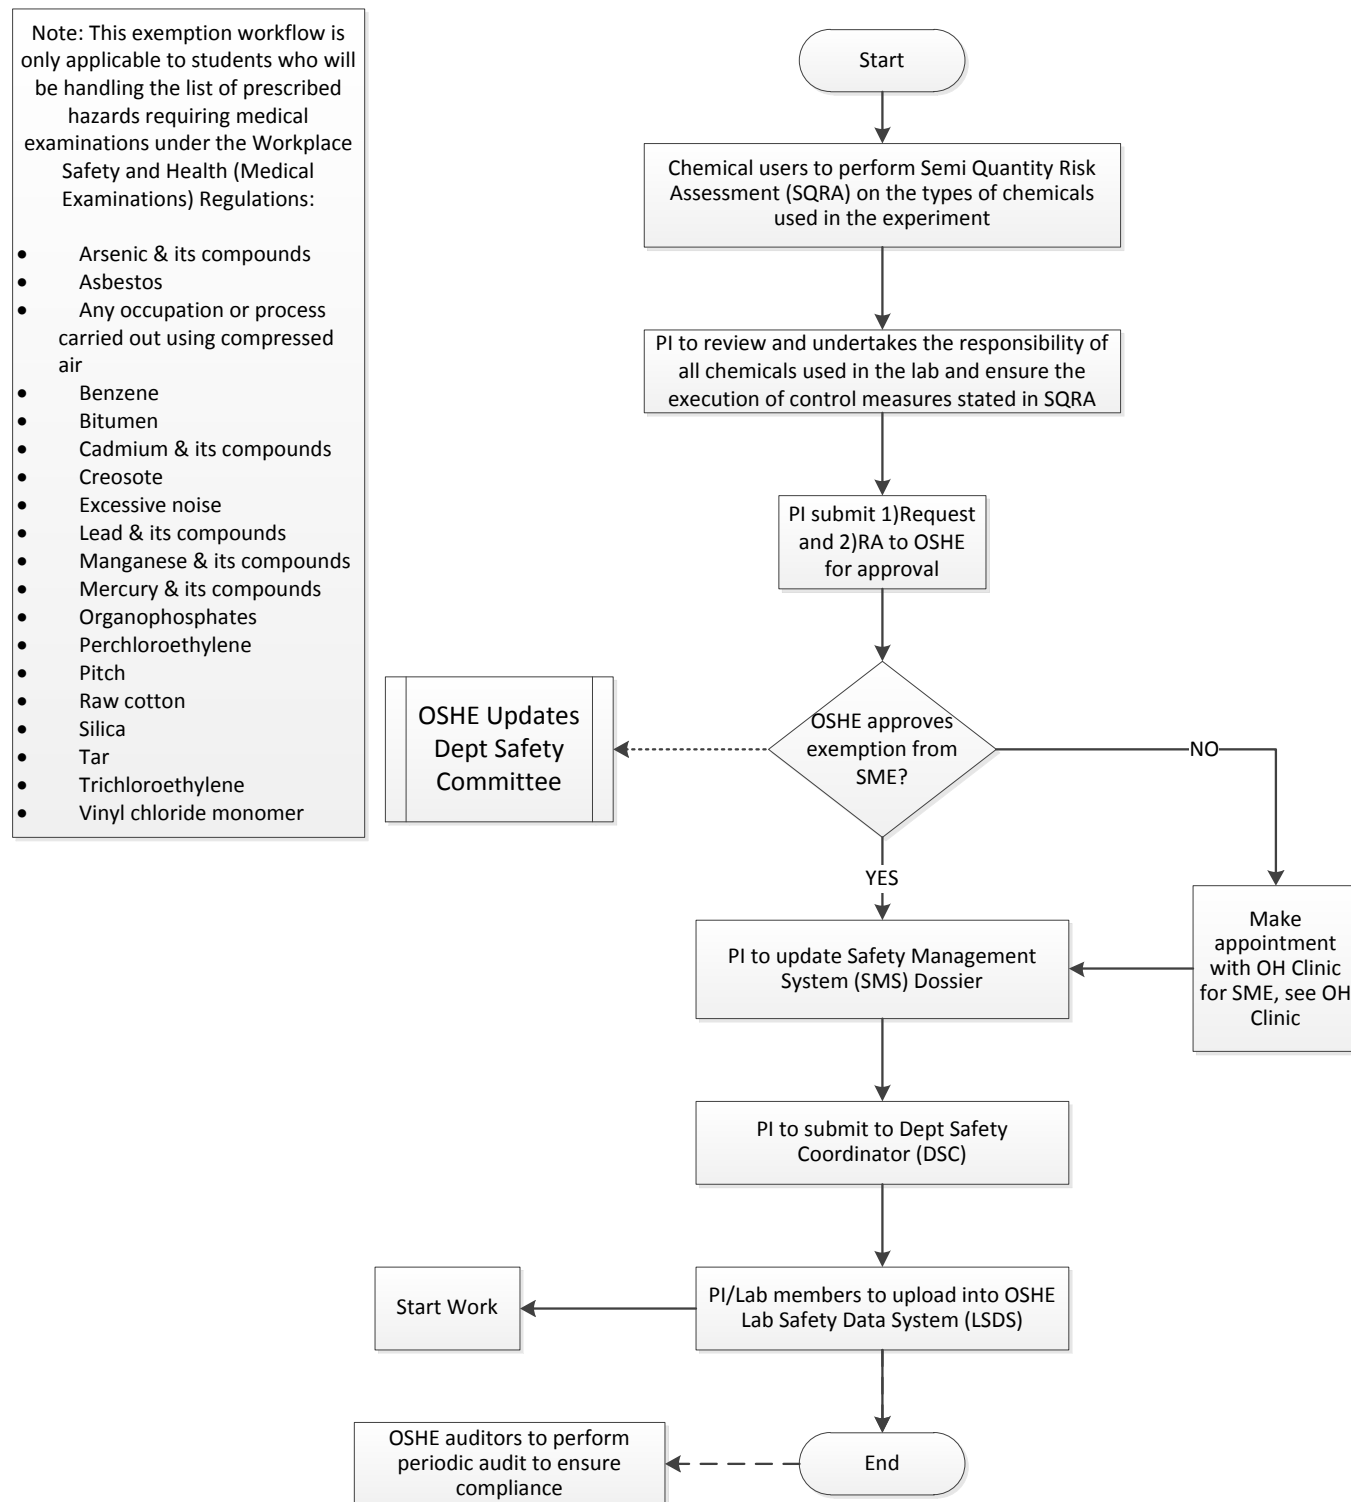 Note: This exemption workflow is
only applicable to students who will
be handling the list of prescribed
hazards requiring medical
examinations under the Workplace
Safety and Health (Medical
Examinations) Regulations:
• Arsenic & its compounds
• Asbestos
• Any occupation or process
carried out using compressed
air
• Benzene
• Bitumen
• Cadmium & its compounds
• Creosote
• Excessive noise
• Lead & its compounds
• Manganese & its compounds
• Mercury & its compounds
• Organophosphates
• Perchloroethylene
• Pitch
• Raw cotton
• Silica
• Tar
• Trichloroethylene
• Vinyl chloride monomer
Start
Chemical users to perform Semi Quantity Risk
Assessment (SQRA) on the types of chemicals
used in the experiment
PI to review and undertakes the responsibility of
all chemicals used in the lab and ensure the
execution of control measures stated in SQRA
PI submit 1)Request
and 2)RA to OSHE
for approval
OSHE approves
exemption from
SME?
OSHE Updates
Dept Safety
Committee
NO
YES
Make
appointment
with OH Clinic
for SME, see OH
Clinic
PI to update Safety Management
System (SMS) Dossier
PI to submit to Dept Safety
Coordinator (DSC)
PI/Lab members to upload into OSHE
Lab Safety Data System (LSDS)
Start Work
End
OSHE auditors to perform
periodic audit to ensure
compliance